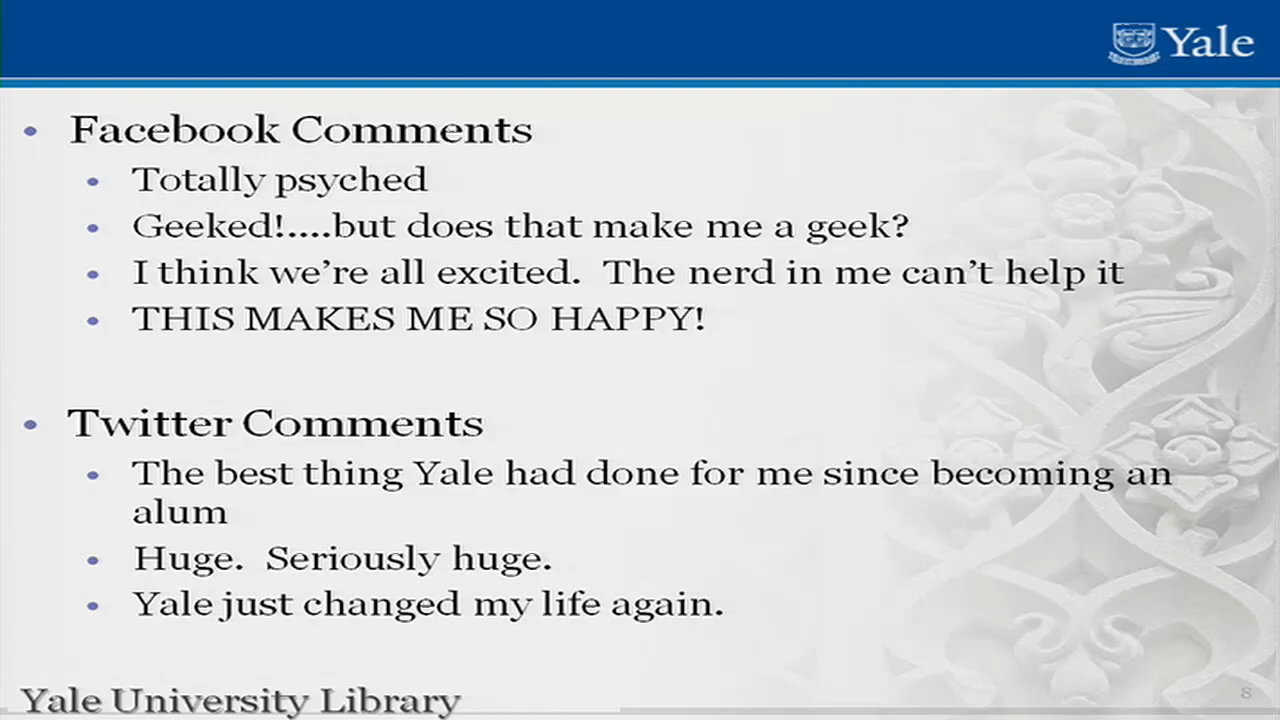 Yale
Facebook Comments
Totally psyched
Geeked!....but does that make me a geek?
I think we're all excited.  The nerd in me can't help it
THIS MAKES ME SO HAPPY!
Twitter Comments
The best thing Yale had done for me since becoming an
alum
Huge.  Seriously huge.
Yale just changed my life again.
Yale University Library
8